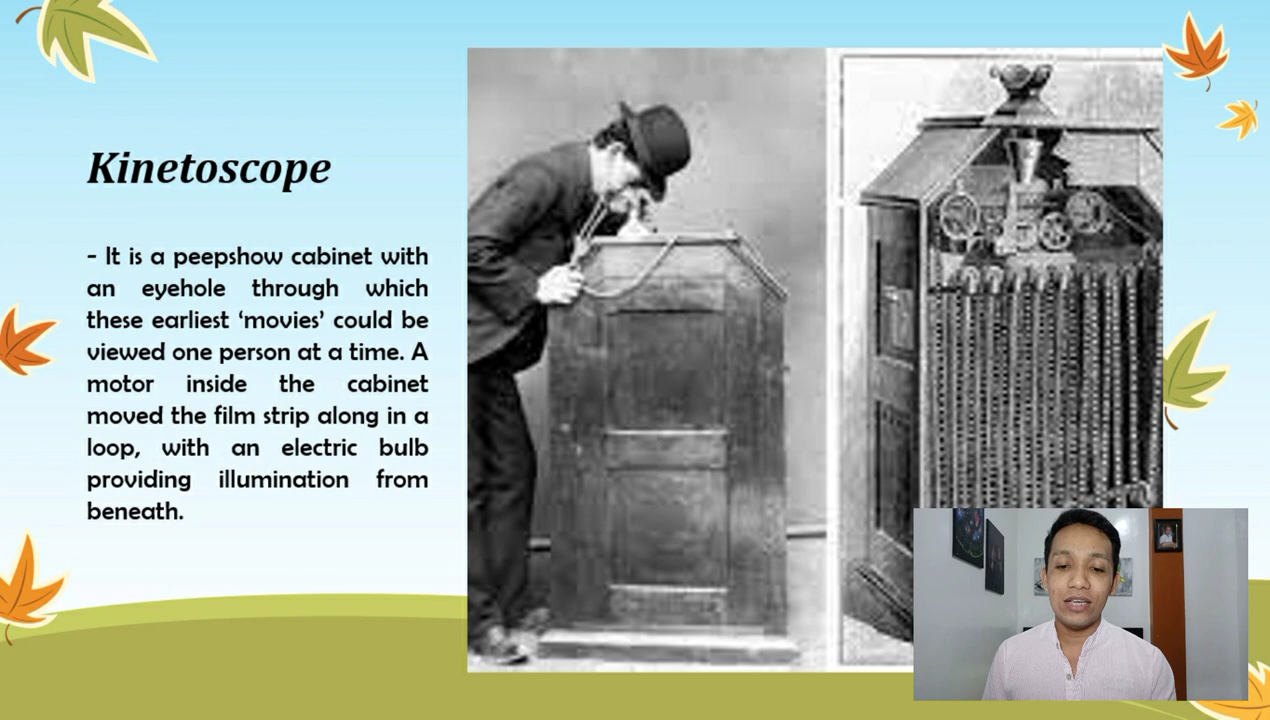 Kinetoscope
- It is a peepshow cabinet with
an eyehole through which
these earliest ‘movies’ could be
viewed one person at a time. A
motor inside the cabinet
moved the film strip along in a
loop, with an electric bulb
providing illumination from
beneath.